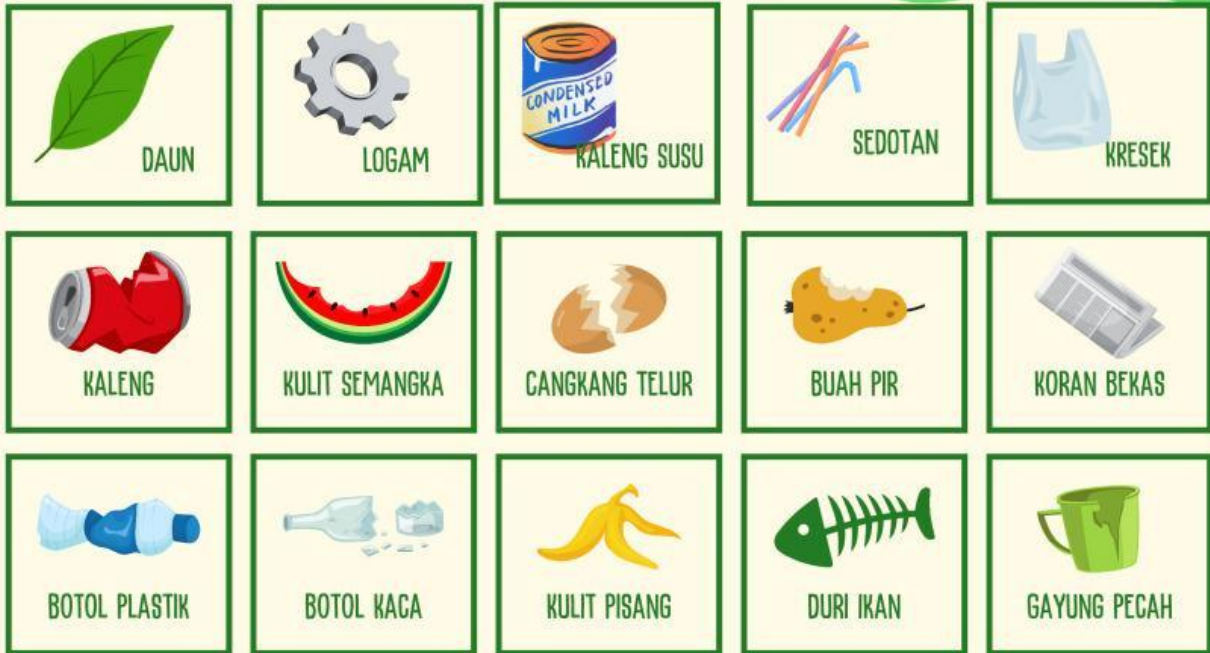 DAUN
LOGAM
CONDENSED
MILK
KALENG SUSU
SEDOTAN
KRESEK
KALENG
KULIT SEMANGKA
CANGKANG TELUR
BUAH PIR
KORAN BEKAS
BOTOL PLASTIK
BOTOL KACA
KULIT PISANG
DURI IKAN
GAYUNG PECAH